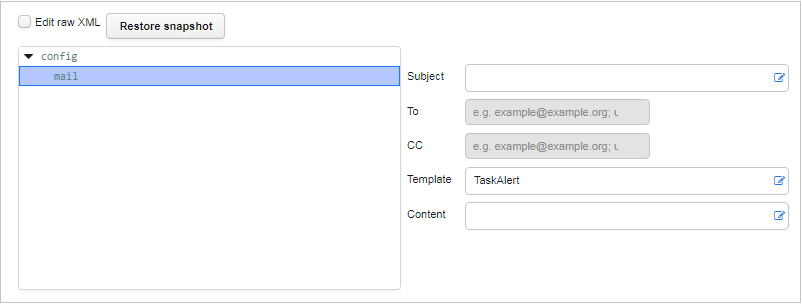 Edit raw XML
Restore snapshot
config
mail
Subject
To
e.g. example@example.org; u
CC
e.g. example@example.org; u
Template
TaskAlert
Content